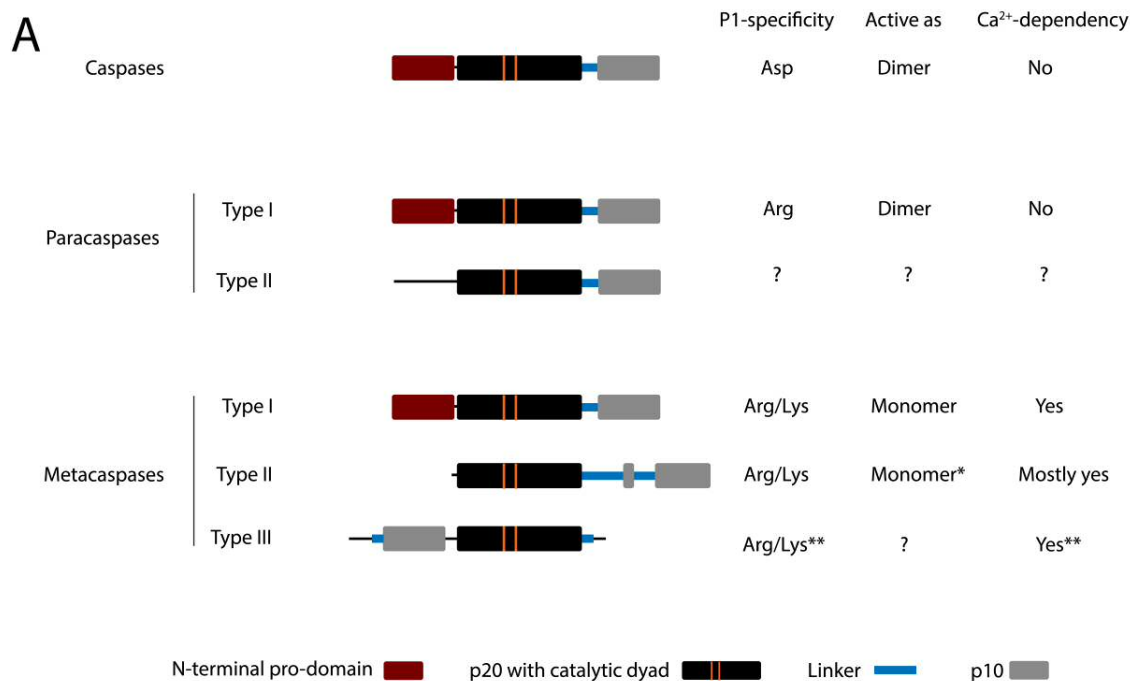 A
P1-specificity Active as Ca²⁺-dependency
Caspases Asp Dimer No
Type I Arg Dimer No
Paracaspases
Type II ? ? ?
Type I Arg/Lys Monomer Yes
Metacaspases Type II Arg/Lys Monomer* Mostly yes
Type III Arg/Lys** ? Yes**
N-terminal pro-domain p20 with catalytic dyad Linker p10